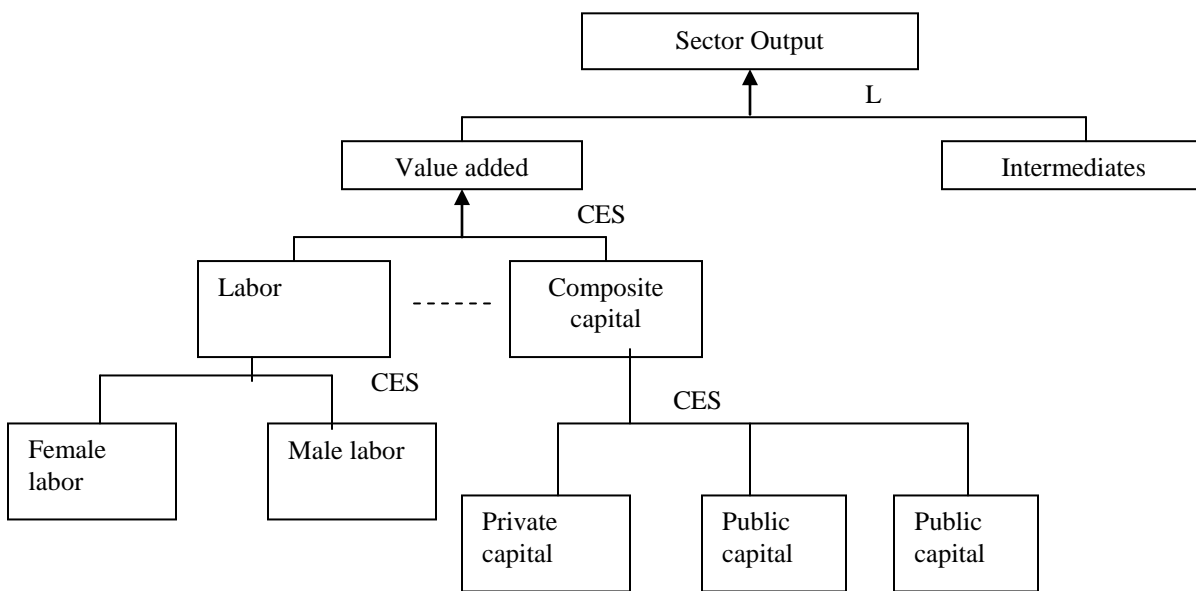 Sector Output
L
Value added
Intermediates
CES
Labor
Composite
capital
CES
CES
Female
labor
Male labor
Private
capital
Public
capital
Public
capital